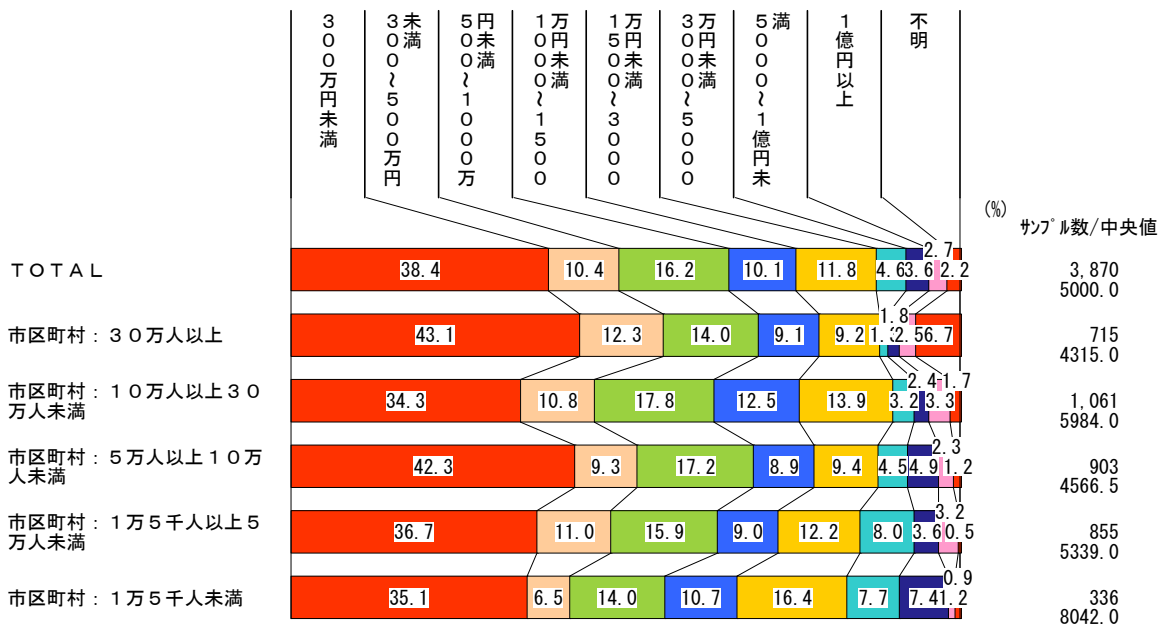 ３００万円未満
３００～５００万円
未満
５００～１０００万
円未満
１０００～１５００
万円未満
１５００～３０００
万円未満
３０００～５０００
万円未満
５０００～１億円未
満
１億円以上
不明
(%)
ｻﾝﾌﾟﾙ数/中央値
ＴＯＴＡＬ
38.4 10.4 16.2 10.1 11.8 4.6 3.6 2.7 2.2
3,870
5000.0
市区町村：３０万人以上
43.1 12.3 14.0 9.1 9.2 1.3 1.8 2.5 6.7
715
4315.0
市区町村：１０万人以上３０
万人未満
34.3 10.8 17.8 12.5 13.9 3.2 2.4 3.3 1.7
1,061
5984.0
市区町村：５万人以上１０万
人未満
42.3 9.3 17.2 8.9 9.4 4.5 4.9 2.3 1.2
903
4566.5
市区町村：１万５千人以上５
万人未満
36.7 11.0 15.9 9.0 12.2 8.0 3.6 3.2 0.5
855
5339.0
市区町村：１万５千人未満
35.1 6.5 14.0 10.7 16.4 7.7 7.4 0.9 1.2
336
8042.0